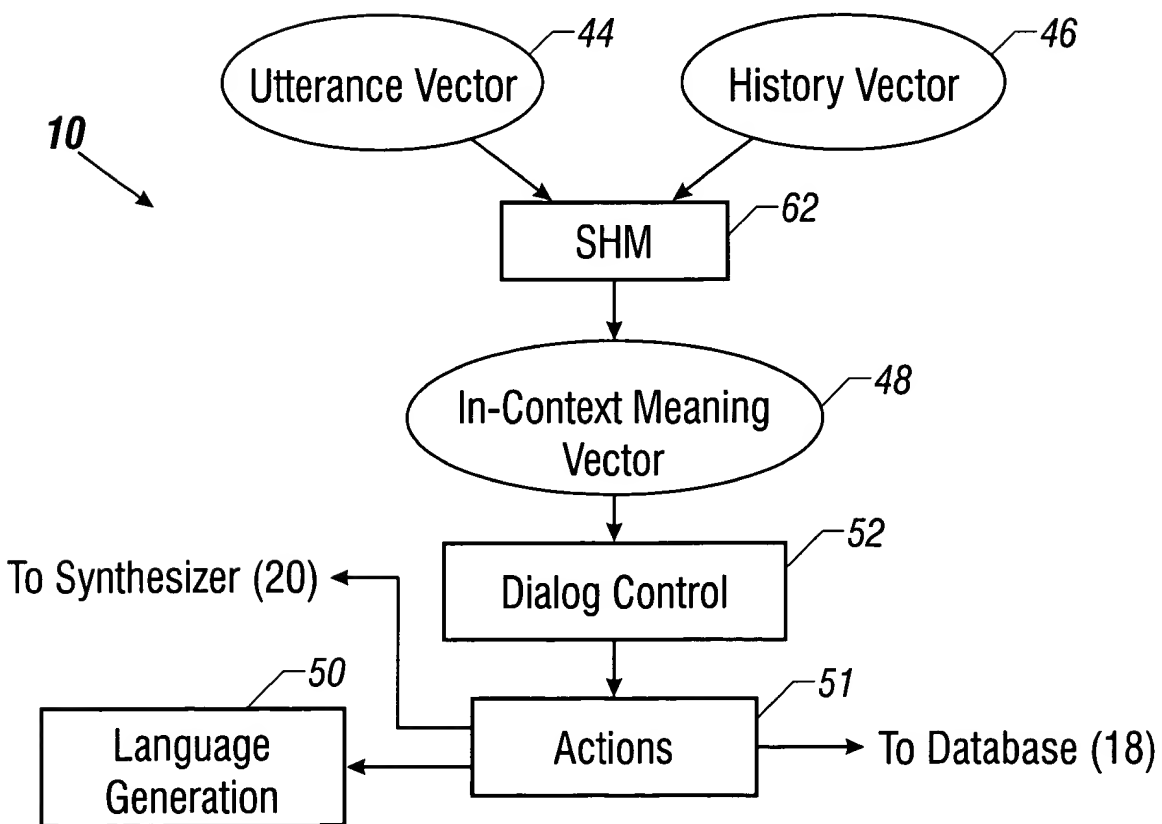 44
46
Utterance Vector
History Vector
10
62
SHM
48
In-Context Meaning
Vector
52
To Synthesizer (20)
Dialog Control
50
51
Language
Generation
Actions
To Database (18)